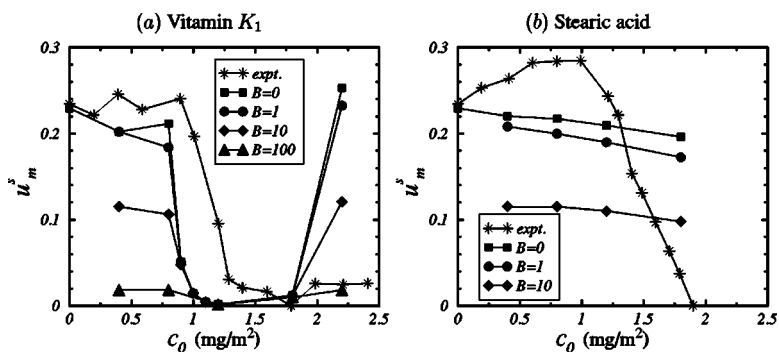 (a) Vitamin K₁
(b) Stearic acid
0.3
0.2
0.1
0
uˢₘ
expt.
B=0
B=1
B=10
B=100
0 0.5 1 1.5 2 2.5
c₀ (mg/m²)
0.3
0.2
0.1
0
uˢₘ
expt.
B=0
B=1
B=10
0 0.5 1 1.5 2 2.5
c₀ (mg/m²)